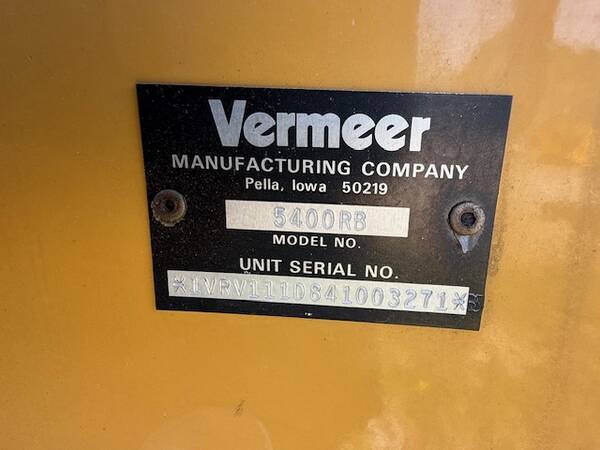 Vermeer
MANUFACTURING COMPANY
Pella, Iowa 50219
5400RB
MODEL NO.
UNIT SERIAL NO.
*1VRV111D841003271*